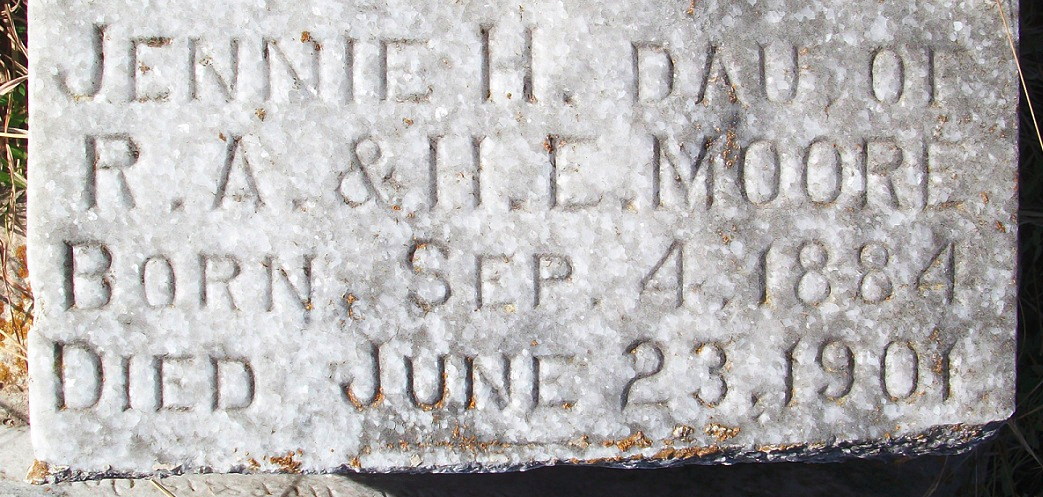 JENNIE H. DAU. OF
R. A. & H. E. MOORE
BORN SEP. 4, 1884
DIED JUNE 23, 1901